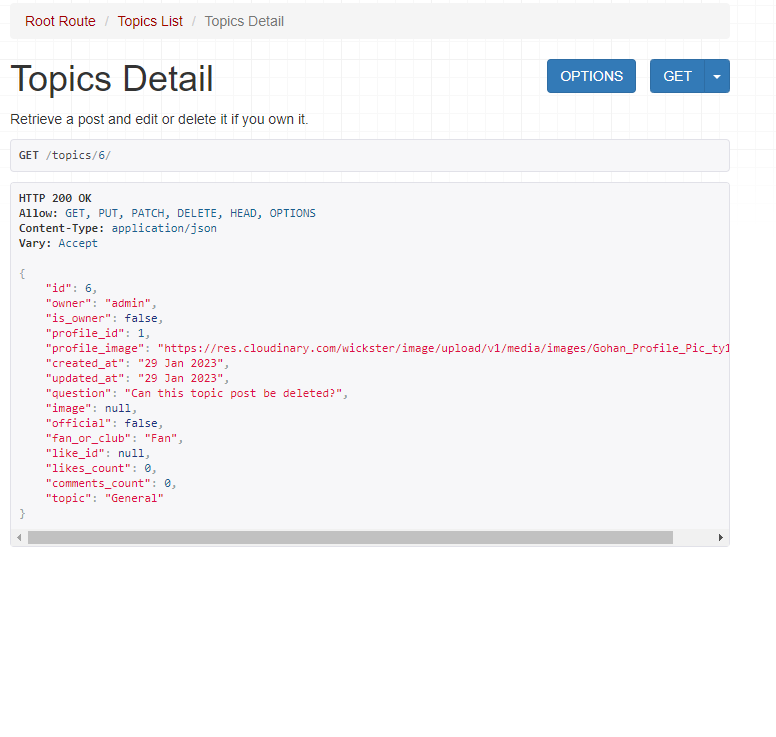 Root Route / Topics List / Topics Detail
Topics Detail
OPTIONS
GET
Retrieve a post and edit or delete it if you own it.
GET /topics/6/
HTTP 200 OK
Allow: GET, PUT, PATCH, DELETE, HEAD, OPTIONS
Content-Type: application/json
Vary: Accept
{
    "id": 6,
    "owner": "admin",
    "is_owner": false,
    "profile_id": 1,
    "profile_image": "https://res.cloudinary.com/wickster/image/upload/v1/media/images/Gohan_Profile_Pic_ty1
    "created_at": "29 Jan 2023",
    "updated_at": "29 Jan 2023",
    "question": "Can this topic post be deleted?",
    "image": null,
    "official": false,
    "fan_or_club": "Fan",
    "like_id": null,
    "likes_count": 0,
    "comments_count": 0,
    "topic": "General"
}